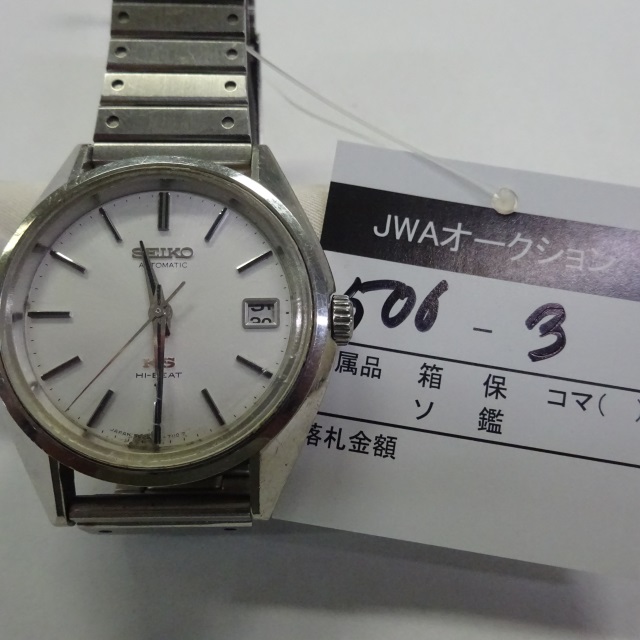 SEIKO
AUTOMATIC
KS
HI-BEAT
JAPAN
JWAオークション
506-3
属品 箱 保 コマ(
ソ 鑑
落札金額